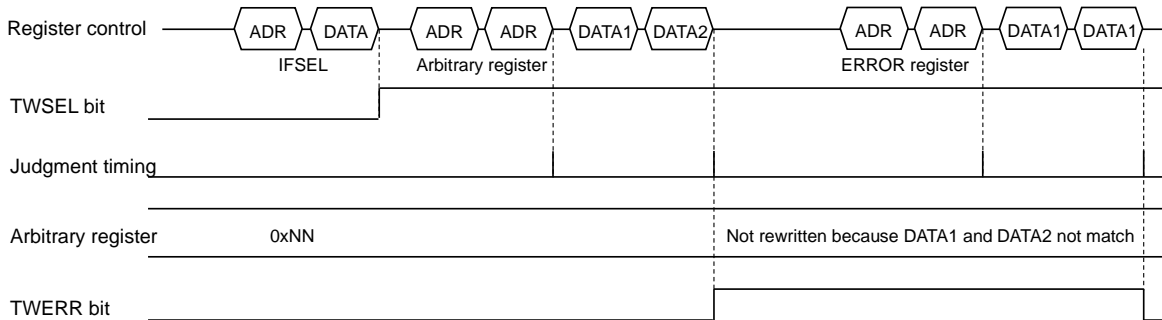 Register control ADR DATA ADR ADR DATA1 DATA2 ADR ADR DATA1 DATA1
IFSEL Arbitrary register ERROR register
TWSEL bit
Judgment timing
Arbitrary register 0xNN Not rewritten because DATA1 and DATA2 not match
TWERR bit